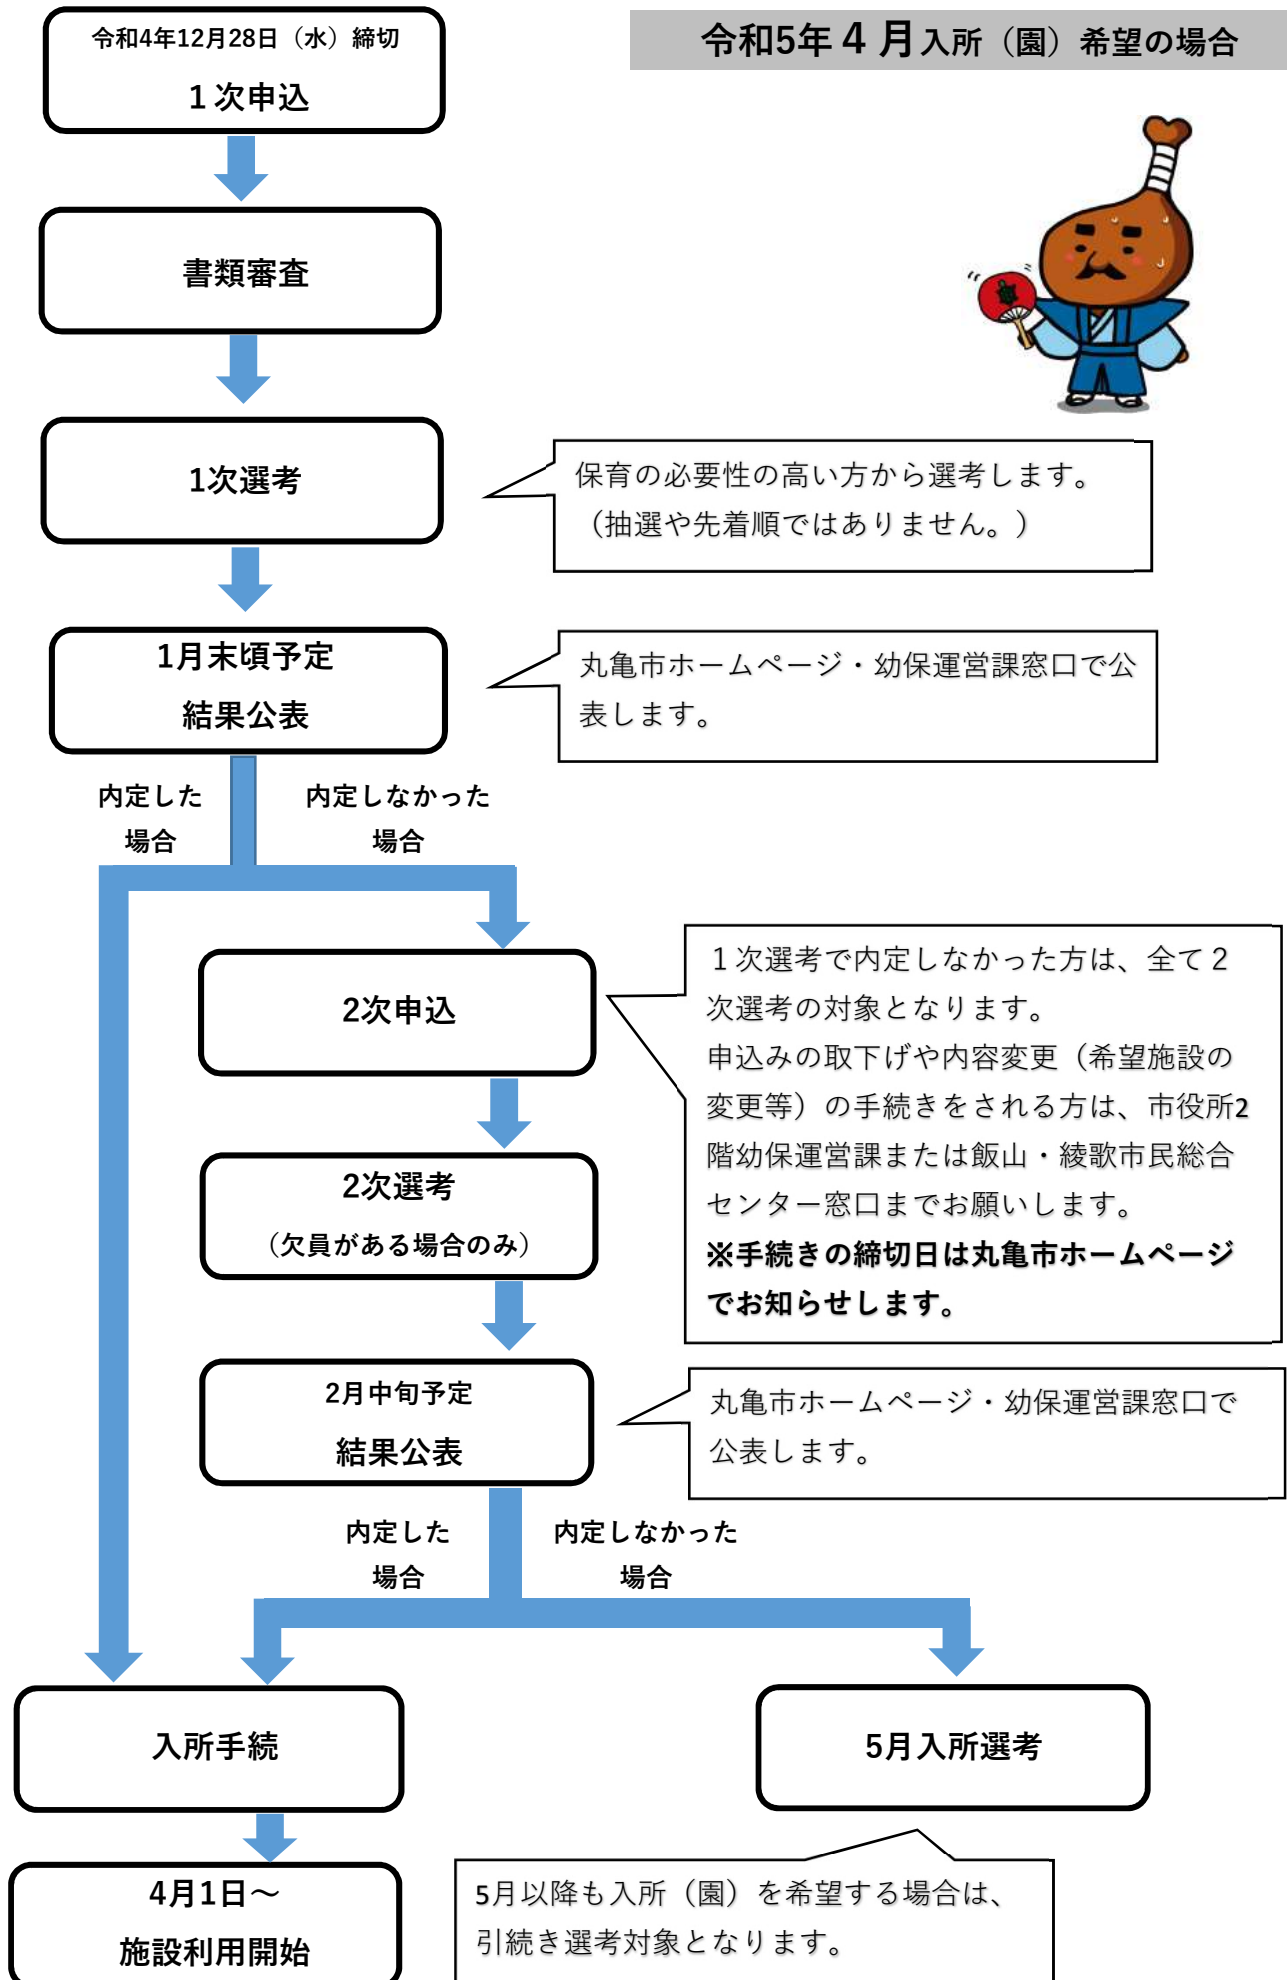 令和4年12月28日（水）締切
１次申込
令和5年４月入所（園）希望の場合
書類審査
1次選考
保育の必要性の高い方から選考します。
（抽選や先着順ではありません。）
1月末頃予定
結果公表
丸亀市ホームページ・幼保運営課窓口で公
表します。
内定した
場合
内定しなかった
場合
2次申込
１次選考で内定しなかった方は、全て２
次選考の対象となります。
申込みの取下げや内容変更（希望施設の
変更等）の手続きをされる方は、市役所2
階幼保運営課または飯山・綾歌市民総合
センター窓口までお願いします。
※手続きの締切日は丸亀市ホームページ
でお知らせします。
2次選考
（欠員がある場合のみ）
2月中旬予定
結果公表
丸亀市ホームページ・幼保運営課窓口で
公表します。
内定した
場合
内定しなかった
場合
入所手続
5月入所選考
4月1日～
施設利用開始
5月以降も入所（園）を希望する場合は、
引続き選考対象となります。